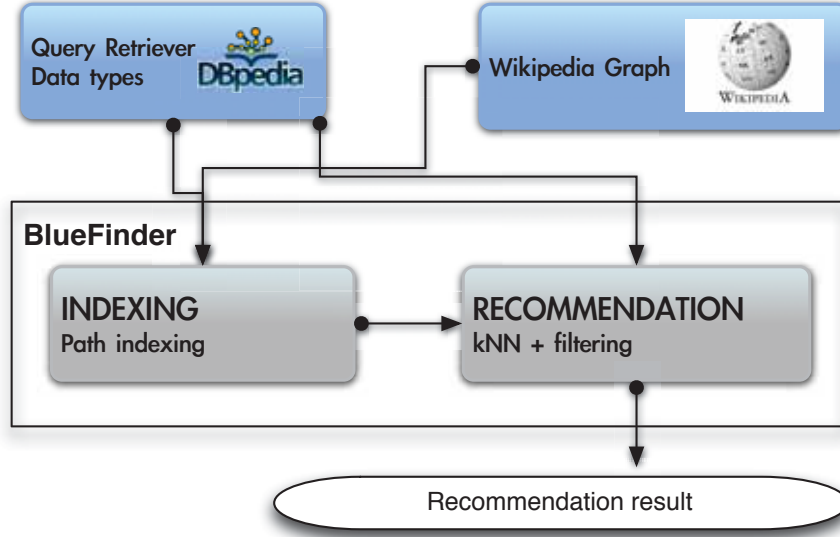 Query Retriever
Data types
DBpedia
Wikipedia Graph
WIKIPEDIA
BlueFinder
INDEXING
Path indexing
RECOMMENDATION
kNN + filtering
Recommendation result